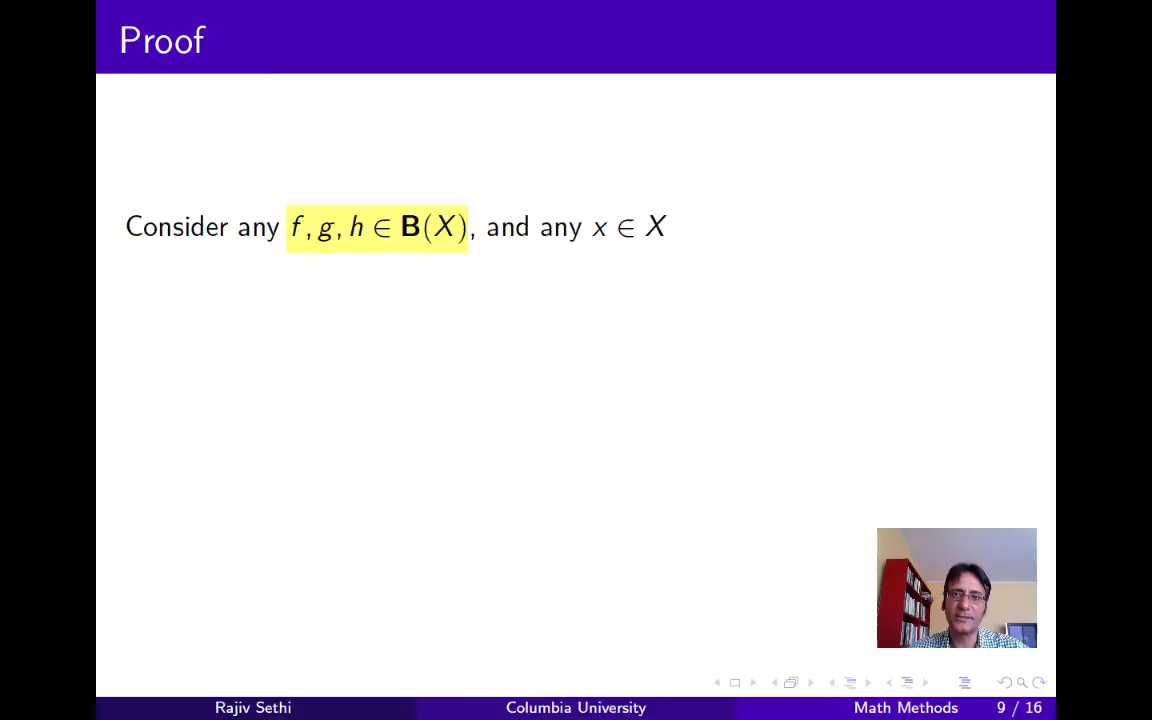 Proof
Consider any f, g, h ∈ B(X), and any x ∈ X
Rajiv Sethi Columbia University Math Methods 9 / 16